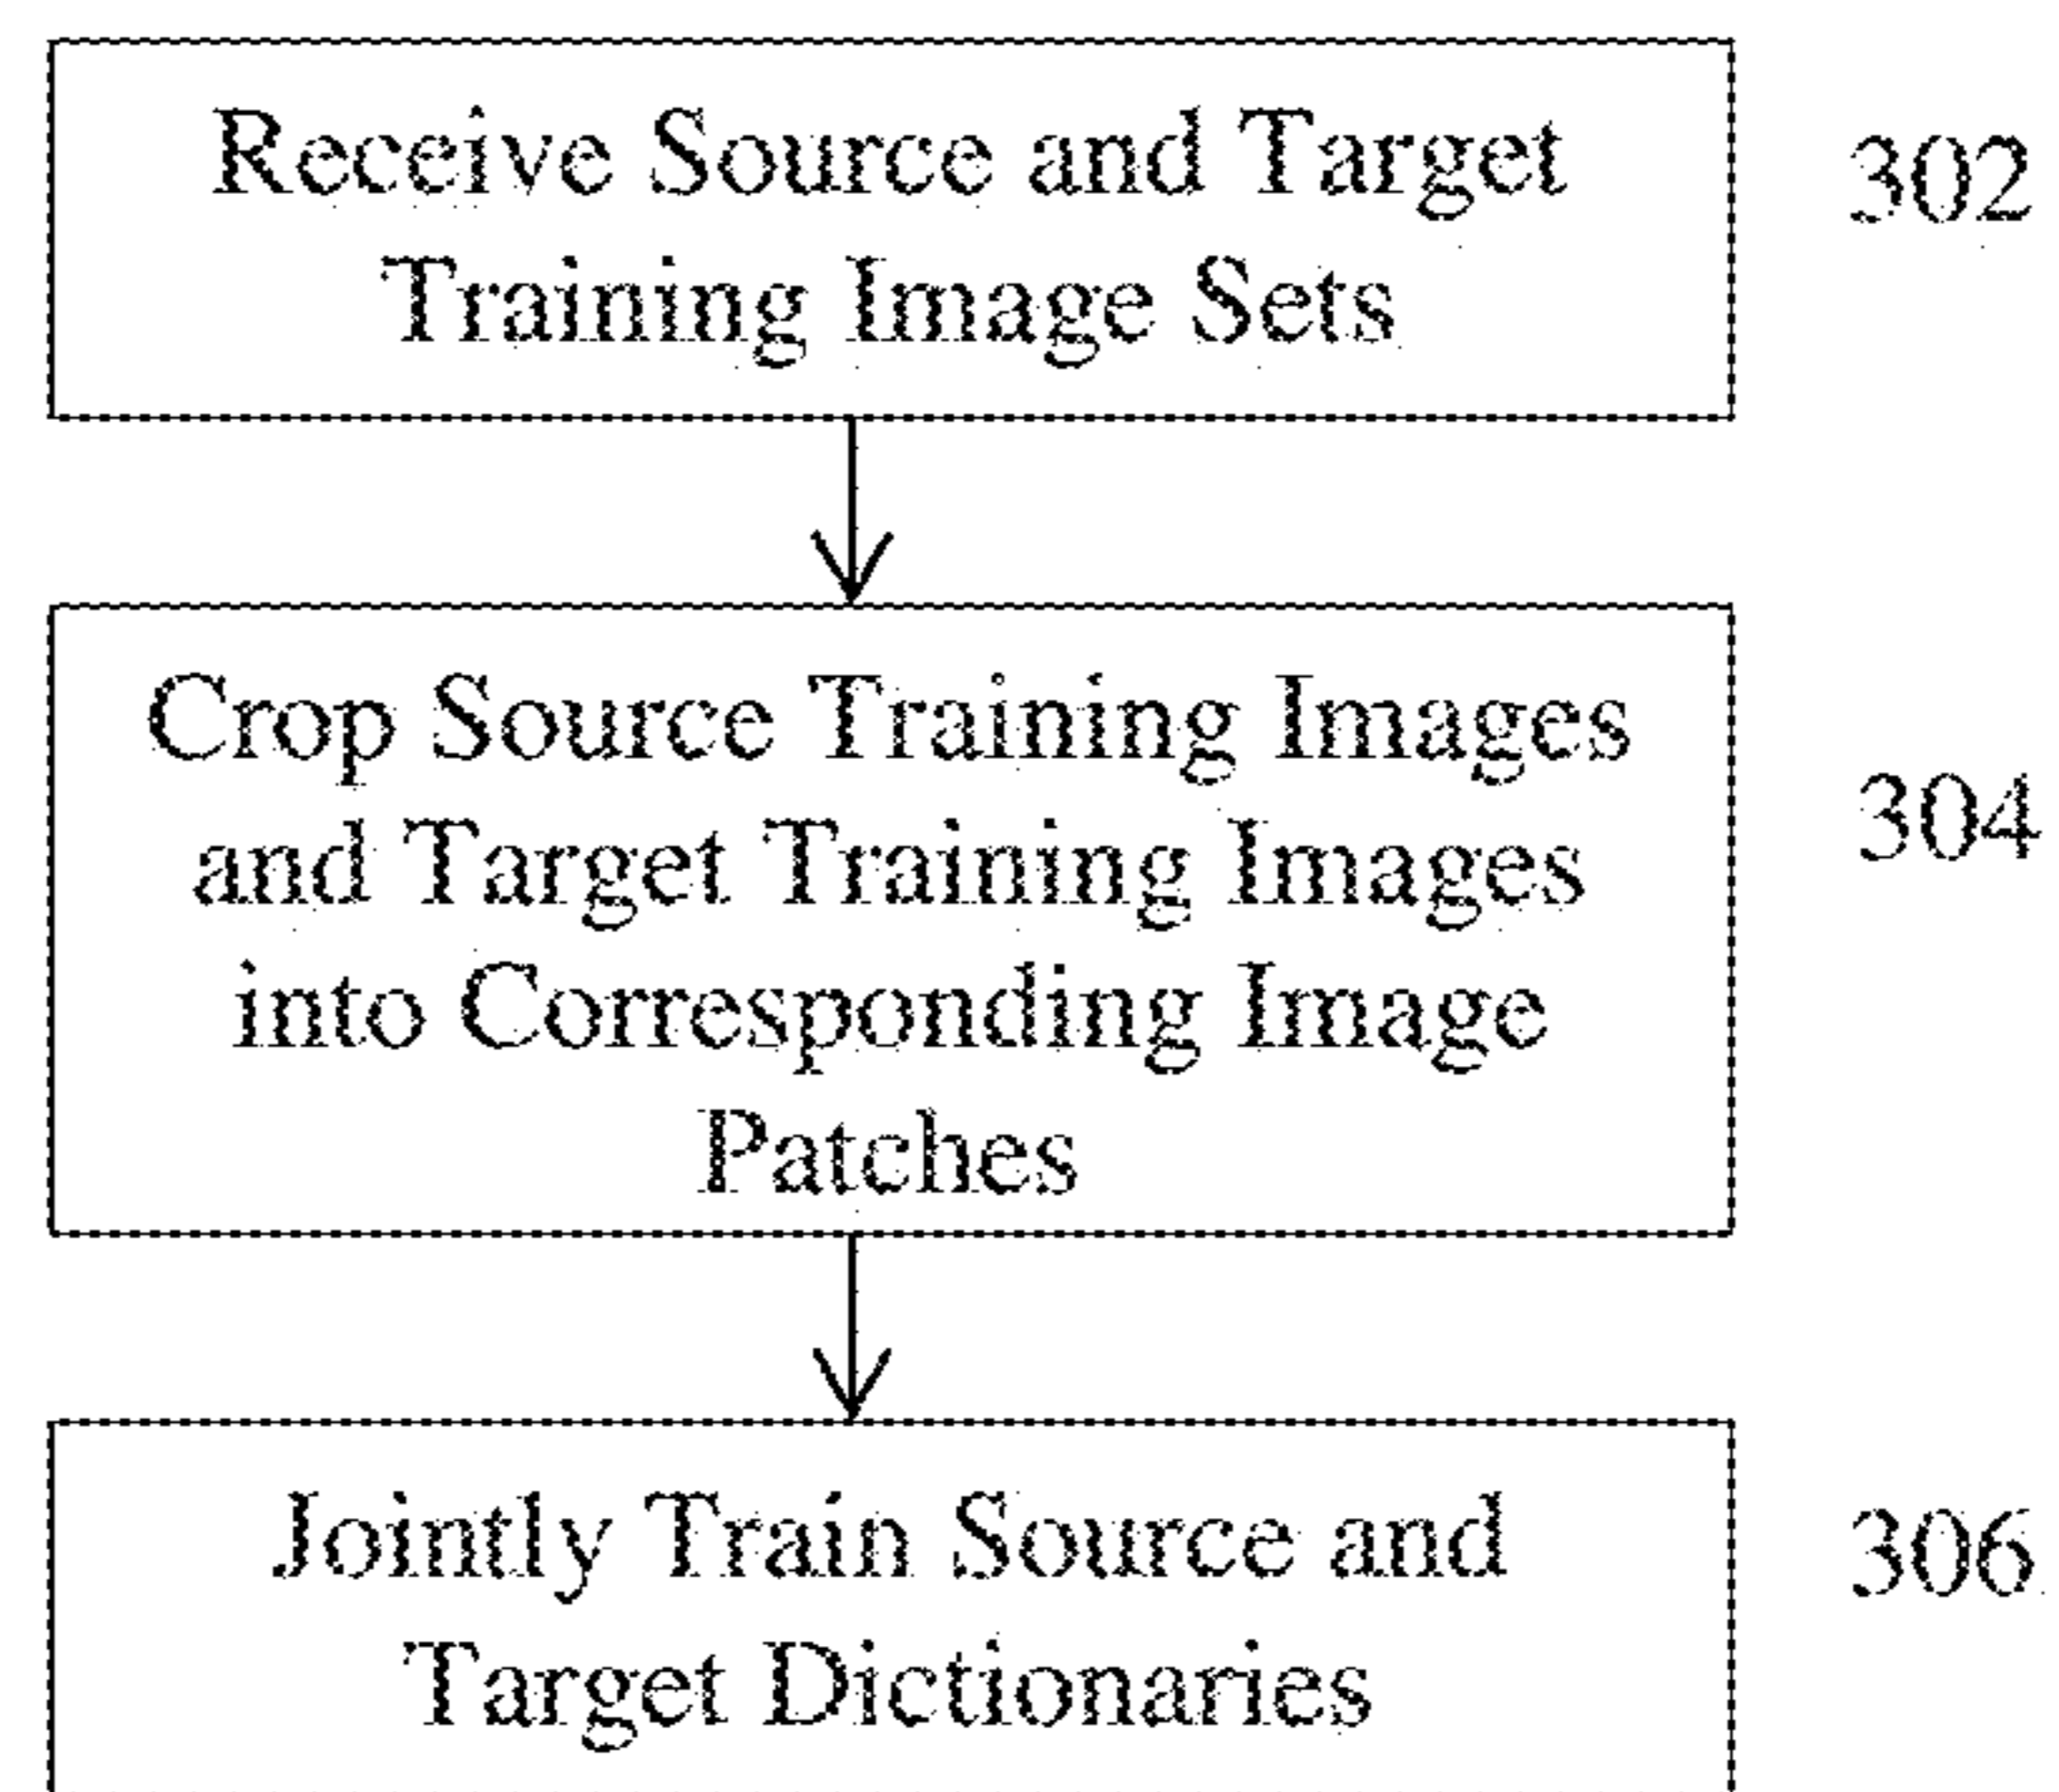 Receive Source and Target
Training Image Sets
302
Crop Source Training Images
and Target Training Images
into Corresponding Image
Patches
304
Jointly Train Source and
Target Dictionaries
306